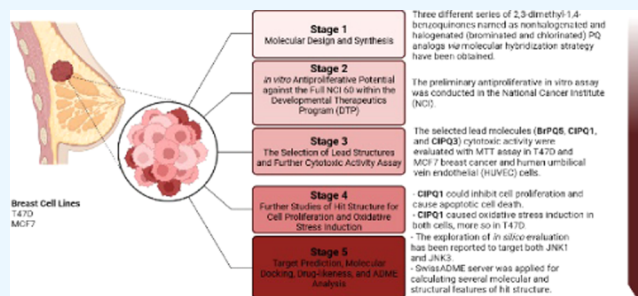 Stage 1
Molecular Design and Synthesis
Stage 2
in vitro Antiproliferative Potential
against the Full NCI 60 within the
Developmental Therapeutics
Program (DTP)
Stage 3
The Selection of Lead Structures
and Further Cytotoxic Activity Assay
Stage 4
Further Studies of Hit Structure for
Cell Proliferation and Oxidative
Stress Induction
Stage 5
Target Prediction, Molecular
Docking, Drug-likeness, and ADME
Analysis
Three different series of 2,3-dimethyl-1,4-
benzoquinones named as nonhalogenated and
halogenated (brominated and chlorinated) PQ
analogs via molecular hybridization strategy
have been obtained.
The preliminary antiproliferative in vitro assay
was conducted in the National Cancer Institute
(NCI).
The selected lead molecules (BrPQ5, ClPQ1,
and ClPQ3) cytotoxic activity were
evaluated with MTT assay in T47D and
MCF7 breast cancer and human umbilical
vein endothelial (HUVEC) cells.
- ClPQ1 could inhibit cell proliferation and
cause apoptotic cell death.
- ClPQ1 caused oxidative stress induction in
both cells, more so in T47D.
- The exploration of in silico evaluation
has been reported to target both JNK1
and JNK3.
- SwissADME server was applied for
calculating several molecular and
structural features of hit structure.
Breast Cell Lines
T47D
MCF7